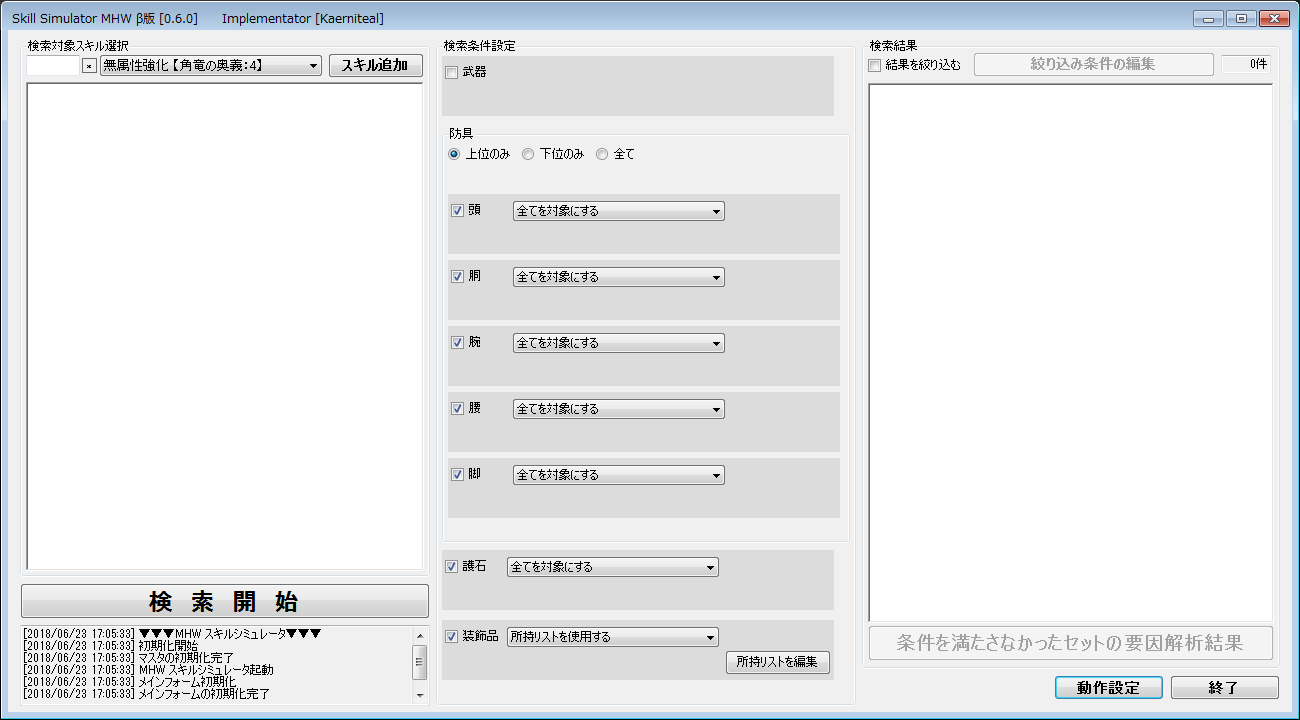 Skill Simulator MHW β版 [0.6.0] Implementator [Kaerniteal]
検索対象スキル選択
* 無属性強化【角竜の奥義:4】 スキル追加
検索開始
[2018/06/23 17:05:33] ▼▼▼MHW スキルシミュレータ▼▼▼
[2018/06/23 17:05:33] 初期化開始
[2018/06/23 17:05:33] マスタの初期化完了
[2018/06/23 17:05:33] MHW スキルシミュレータ起動
[2018/06/23 17:05:33] メインフォーム初期化
[2018/06/23 17:05:33] メインフォームの初期化完了
検索条件設定
武器
防具
上位のみ 下位のみ 全て
頭 全てを対象にする
胴 全てを対象にする
腕 全てを対象にする
腰 全てを対象にする
脚 全てを対象にする
護石 全てを対象にする
装飾品 所持リストを使用する
所持リストを編集
検索結果
結果を絞り込む 絞り込み条件の編集 0件
条件を満たさなかったセットの要因解析結果
動作設定 終了